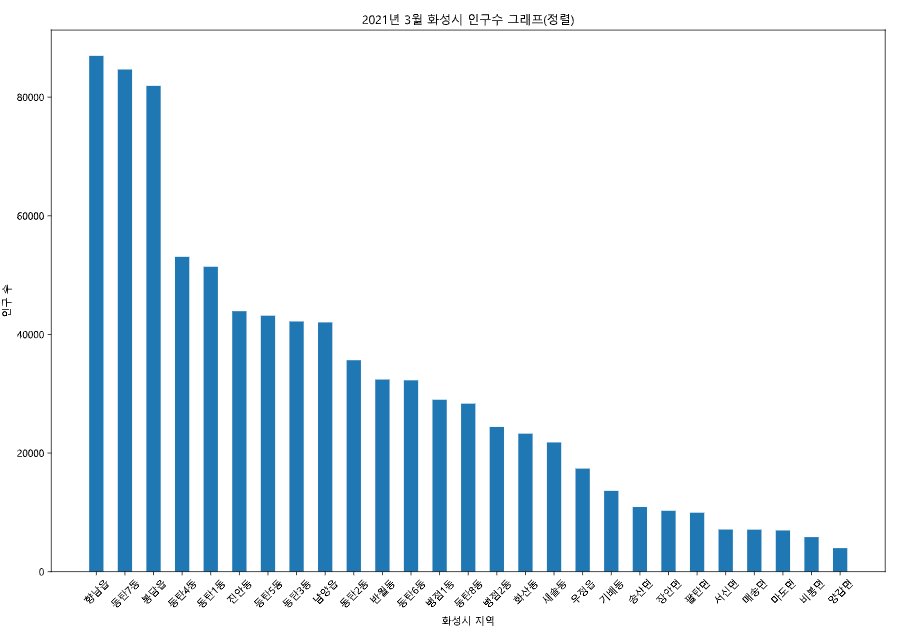 2021년 3월 화성시 인구수 그래프(정렬)
인구 수
80000
60000
40000
20000
0
향남읍 동탄7동 봉담읍 동탄4동 동탄1동 진안동 동탄5동 동탄3동 남양읍 동탄2동 반월동 동탄6동 병점1동 동탄8동 병점2동 화산동 새솔동 우정읍 기배동 송산면 장안면 팔탄면 서신면 매송면 마도면 비봉면 양감면
화성시 지역